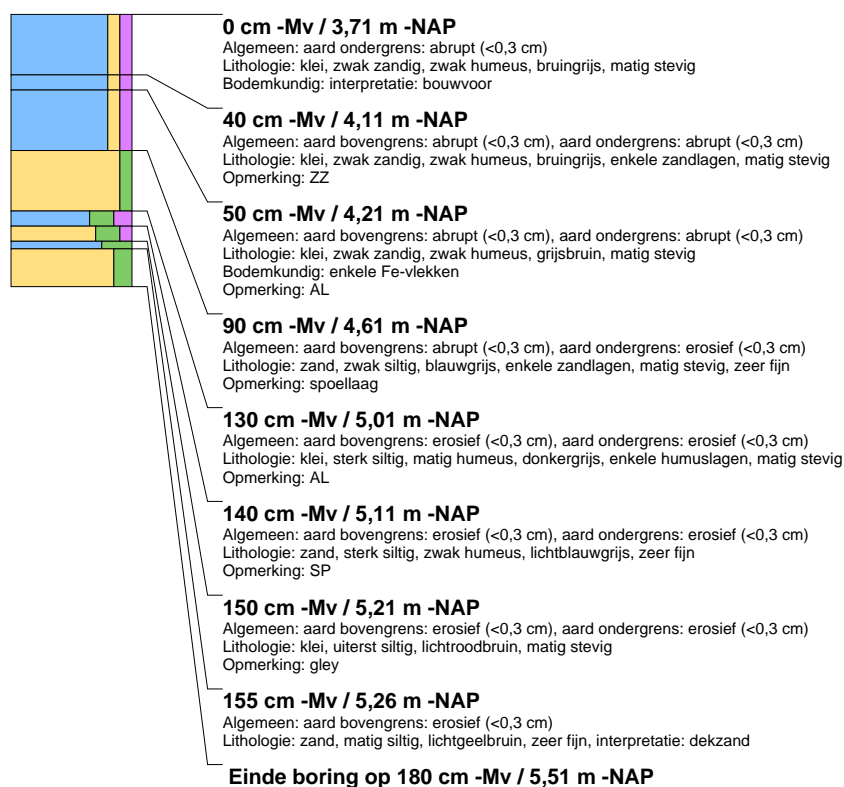 0 cm -Mv / 3,71 m -NAP
Algemeen: aard ondergrens: abrupt (<0,3 cm)
Lithologie: klei, zwak zandig, zwak humeus, bruingrijs, matig stevig
Bodemkundig: interpretatie: bouwvoor
40 cm -Mv / 4,11 m -NAP
Algemeen: aard bovengrens: abrupt (<0,3 cm), aard ondergrens: abrupt (<0,3 cm)
Lithologie: klei, zwak zandig, zwak humeus, bruingrijs, enkele zandlagen, matig stevig
Opmerking: ZZ
50 cm -Mv / 4,21 m -NAP
Algemeen: aard bovengrens: abrupt (<0,3 cm), aard ondergrens: abrupt (<0,3 cm)
Lithologie: klei, zwak zandig, zwak humeus, grijsbruin, matig stevig
Bodemkundig: enkele Fe-vlekken
Opmerking: AL
90 cm -Mv / 4,61 m -NAP
Algemeen: aard bovengrens: abrupt (<0,3 cm), aard ondergrens: erosief (<0,3 cm)
Lithologie: zand, zwak siltig, blauwgrijs, enkele zandlagen, matig stevig, zeer fijn
Opmerking: spoellaag
130 cm -Mv / 5,01 m -NAP
Algemeen: aard bovengrens: erosief (<0,3 cm), aard ondergrens: erosief (<0,3 cm)
Lithologie: klei, sterk siltig, matig humeus, donkergrijs, enkele humuslagen, matig stevig
Opmerking: AL
140 cm -Mv / 5,11 m -NAP
Algemeen: aard bovengrens: erosief (<0,3 cm), aard ondergrens: erosief (<0,3 cm)
Lithologie: zand, sterk siltig, zwak humeus, lichtblauwgrijs, zeer fijn
Opmerking: SP
150 cm -Mv / 5,21 m -NAP
Algemeen: aard bovengrens: erosief (<0,3 cm), aard ondergrens: erosief (<0,3 cm)
Lithologie: klei, uiterst siltig, lichtroodbruin, matig stevig
Opmerking: gley
155 cm -Mv / 5,26 m -NAP
Algemeen: aard bovengrens: erosief (<0,3 cm)
Lithologie: zand, matig siltig, lichtgeelbruin, zeer fijn, interpretatie: dekzand
Einde boring op 180 cm -Mv / 5,51 m -NAP